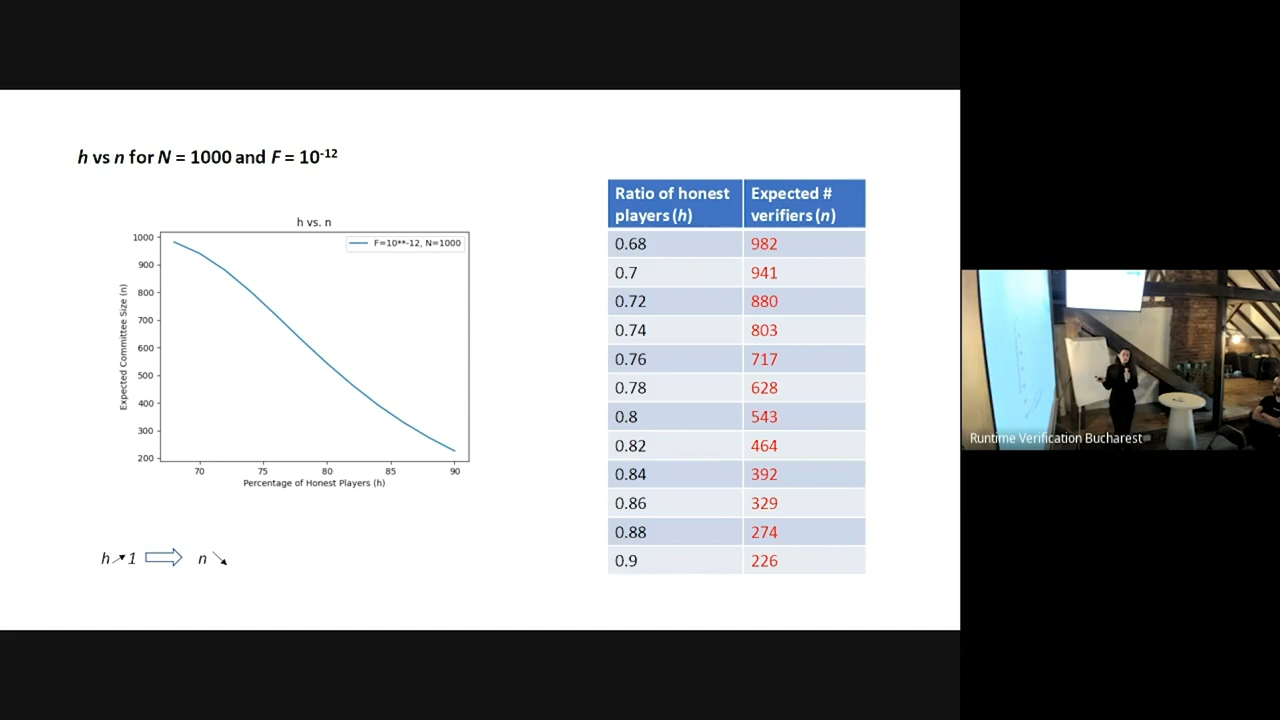 h vs n for N = 1000 and F = 10⁻¹²
h vs. n
F=10**-12, N=1000
1000
900
800
700
600
500
400
300
200
Expected Committee Size (n)
70 75 80 85 90
Percentage of Honest Players (h)
h 1 n
Ratio of honest players (h) Expected # verifiers (n)
0.68 982
0.7 941
0.72 880
0.74 803
0.76 717
0.78 628
0.8 543
0.82 464
0.84 392
0.86 329
0.88 274
0.9 226
Runtime Verification Bucharest